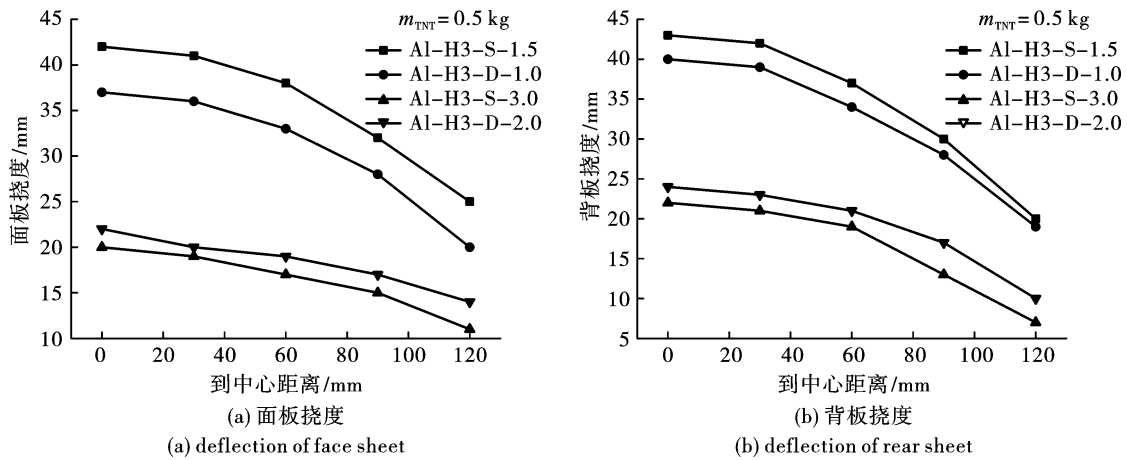 45
40
35
30
25
20
15
10
面板挠度/mm
m_TNT = 0.5 kg
Al-H3-S-1.5
Al-H3-D-1.0
Al-H3-S-3.0
Al-H3-D-2.0
0 20 40 60 80 100 120
到中心距离/mm
(a) 面板挠度
(a) deflection of face sheet
45
40
35
30
25
20
15
10
5
背板挠度/mm
m_TNT = 0.5 kg
Al-H3-S-1.5
Al-H3-D-1.0
Al-H3-S-3.0
Al-H3-D-2.0
0 20 40 60 80 100 120
到中心距离/mm
(b) 背板挠度
(b) deflection of rear sheet